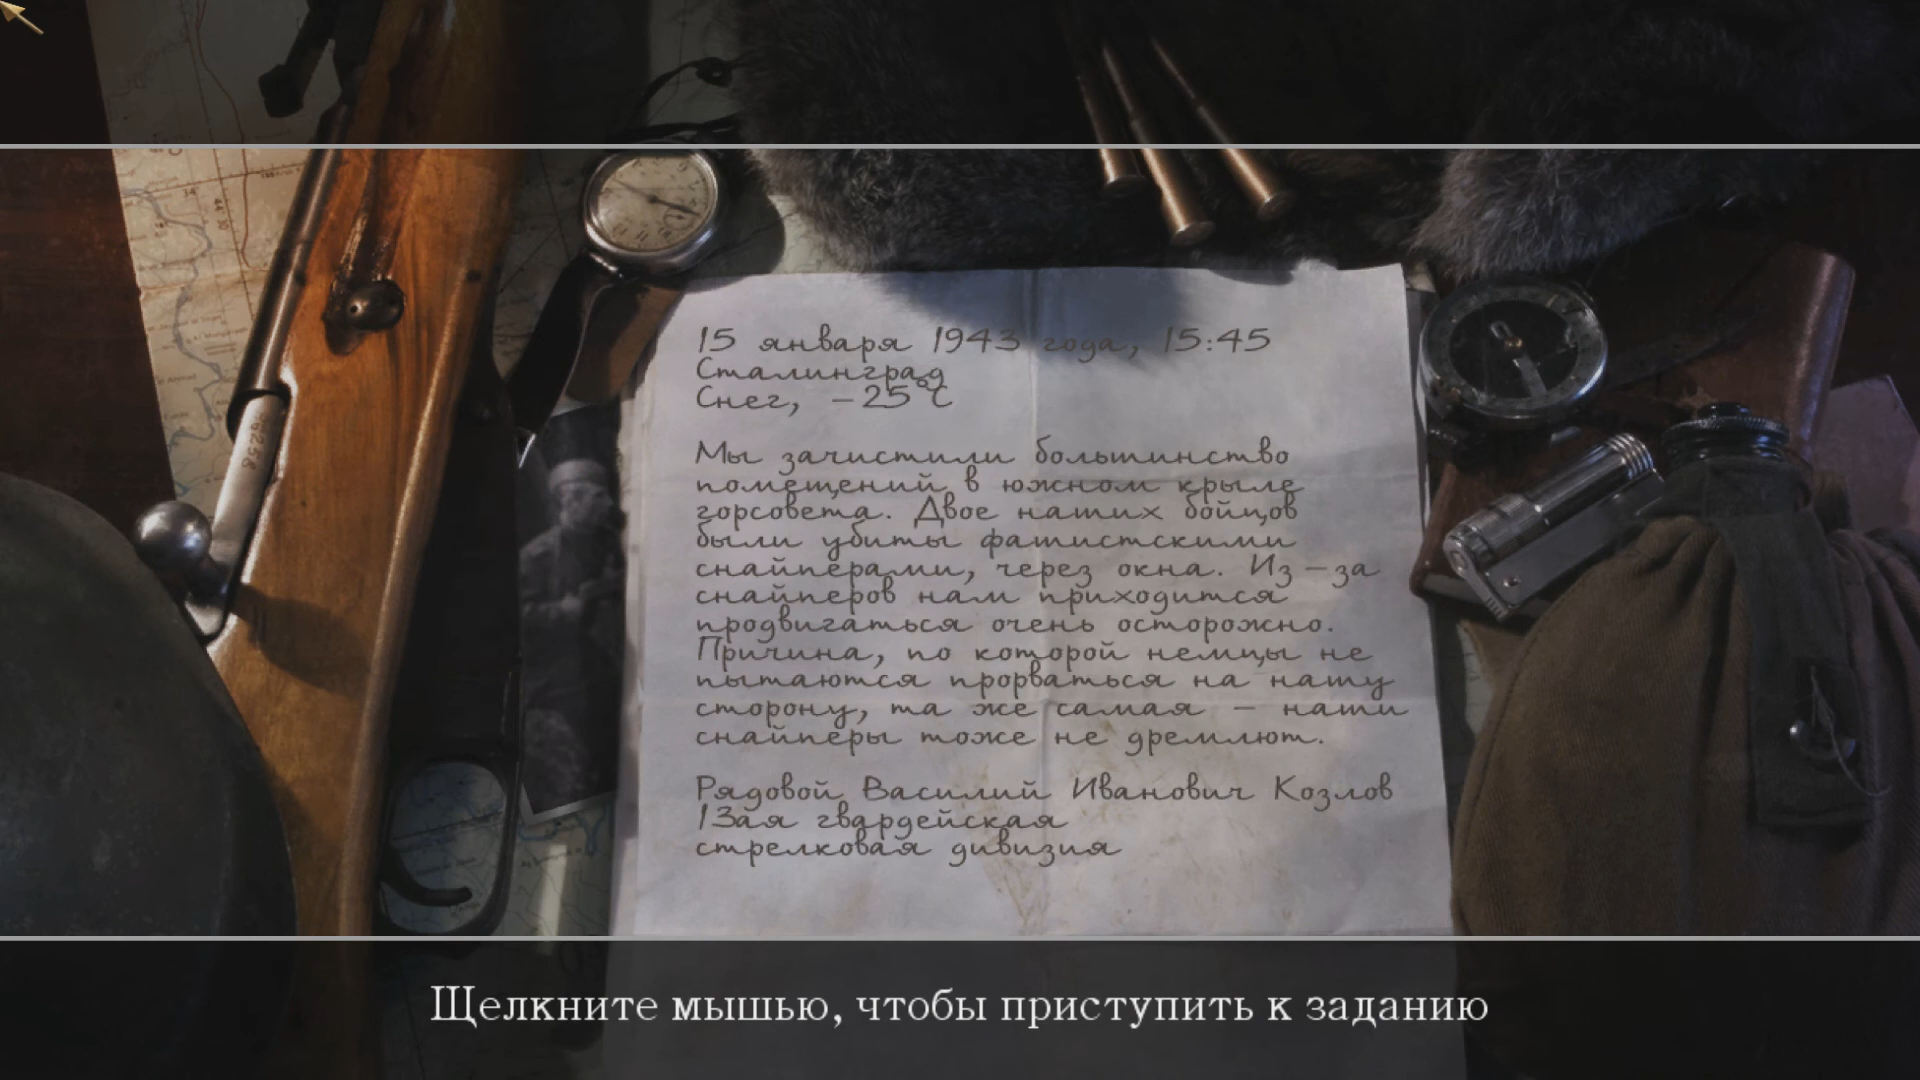 15 января 1943 года, 15:45
Сталинград
Снег, -25°С
Мы зачистили большинство
помещений в южном крыле
горсовета. Двое наших бойцов
были убиты фашистскими
снайперами, через окна. Из-за
снайперов нам приходится
продвигаться очень осторожно.
Причина, по которой немцы не
пытаются прорваться на нашу
сторону, та же самая - наши
снайперы тоже не дремлют.
Рядовой Василий Иванович Козлов
13ая гвардейская
стрелковая дивизия
Щелкните мышью, чтобы приступить к заданию